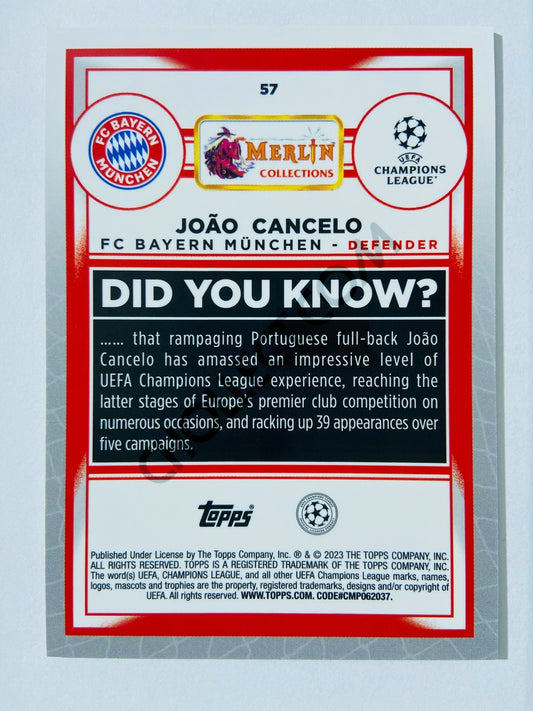 57
FC BAYERN
MÜNCHEN
MERLIN
COLLECTIONS
UEFA
CHAMPIONS
LEAGUE®
JOÃO CANCELO
FC BAYERN MÜNCHEN - DEFENDER
DID YOU KNOW?
...... that rampaging Portuguese full-back João
Cancelo has amassed an impressive level of
UEFA Champions League experience, reaching the
latter stages of Europe's premier club competition on
numerous occasions, and racking up 39 appearances over
five campaigns.
topps®
Published Under License by The Topps Company, Inc. ® & © 2023 THE TOPPS COMPANY, INC.
ALL RIGHTS RESERVED. TOPPS IS A REGISTERED TRADEMARK OF THE TOPPS COMPANY, INC.
The word(s) UEFA, CHAMPIONS LEAGUE, and all other UEFA Champions League marks, names,
logos, mascots and trophies are the property, registered trademarks, designs and/or copyright of
UEFA. All rights reserved. WWW.TOPPS.COM. CODE#CMP062037.